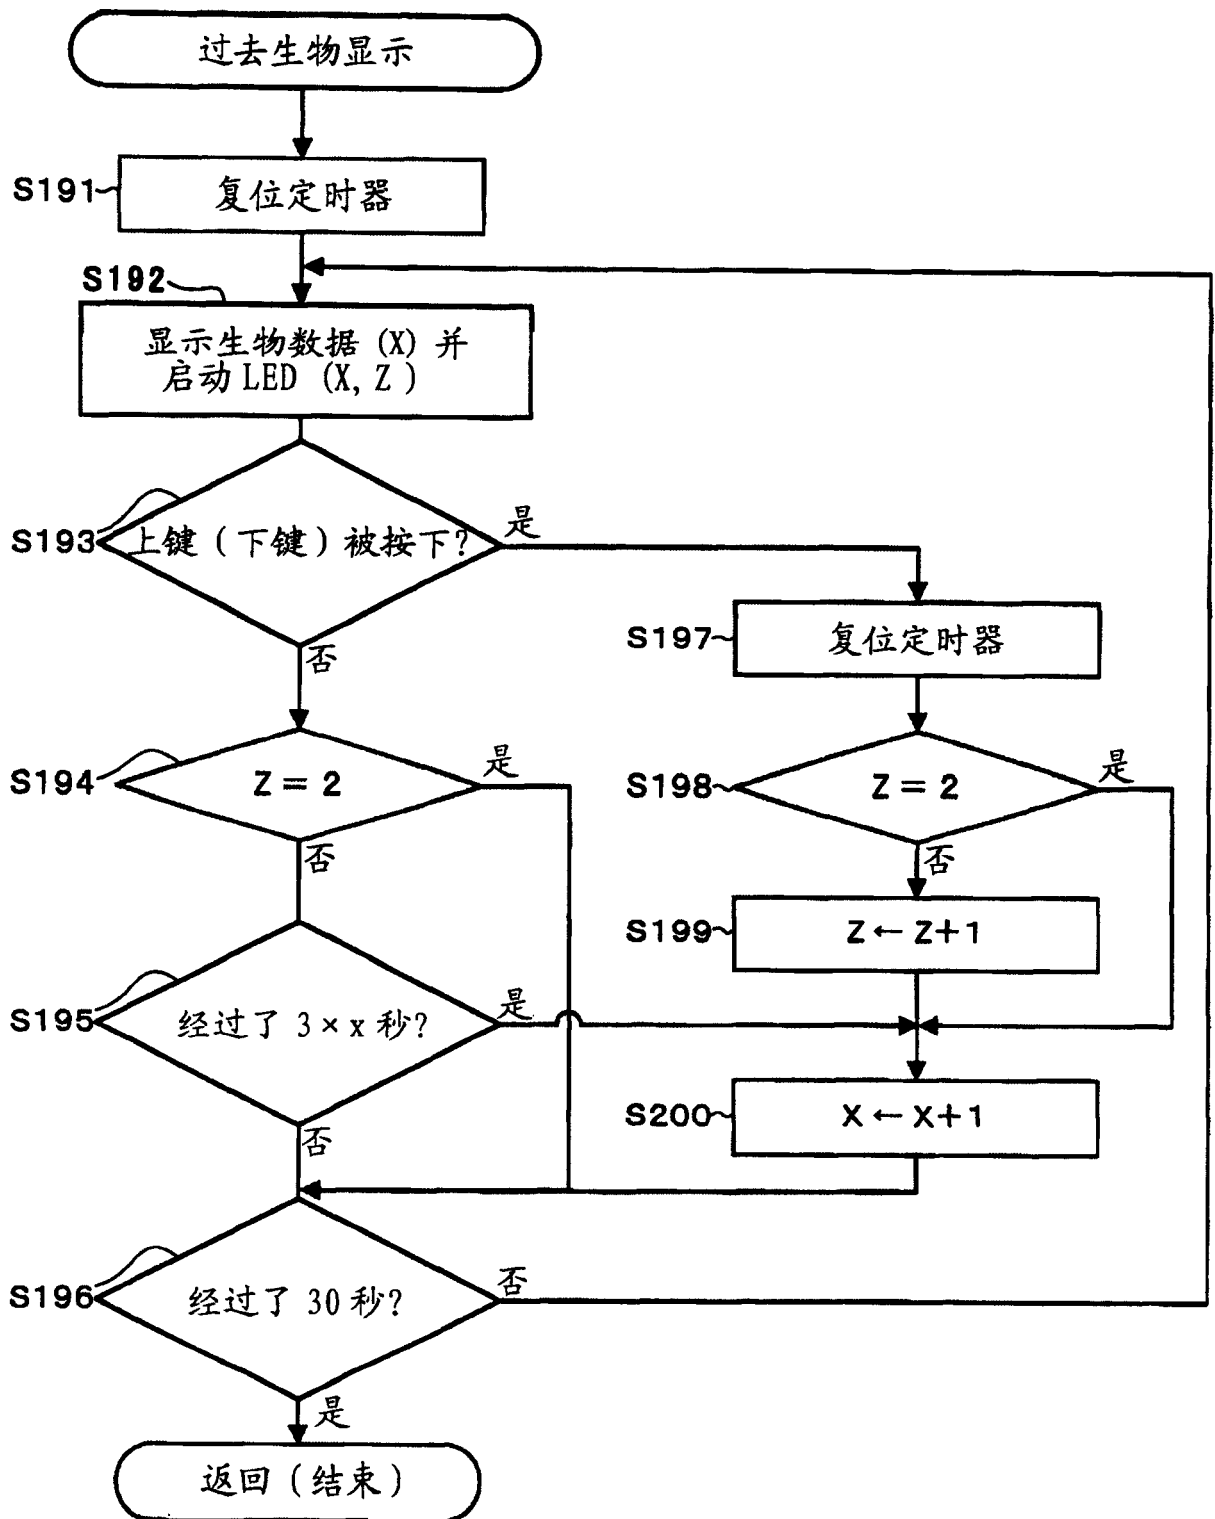 过去生物显示
S191
复位定时器
S192
显示生物数据 (X) 并
启动 LED (X, Z )
S193
上键 ( 下键 ) 被按下?
是
否
S197
复位定时器
S194
Z = 2
是
否
S198
Z = 2
是
否
S199
Z ← Z+1
S195
经过了 3 × x 秒?
是
否
S200
X ← X+1
S196
经过了 30 秒?
否
是
返回 ( 结束 )